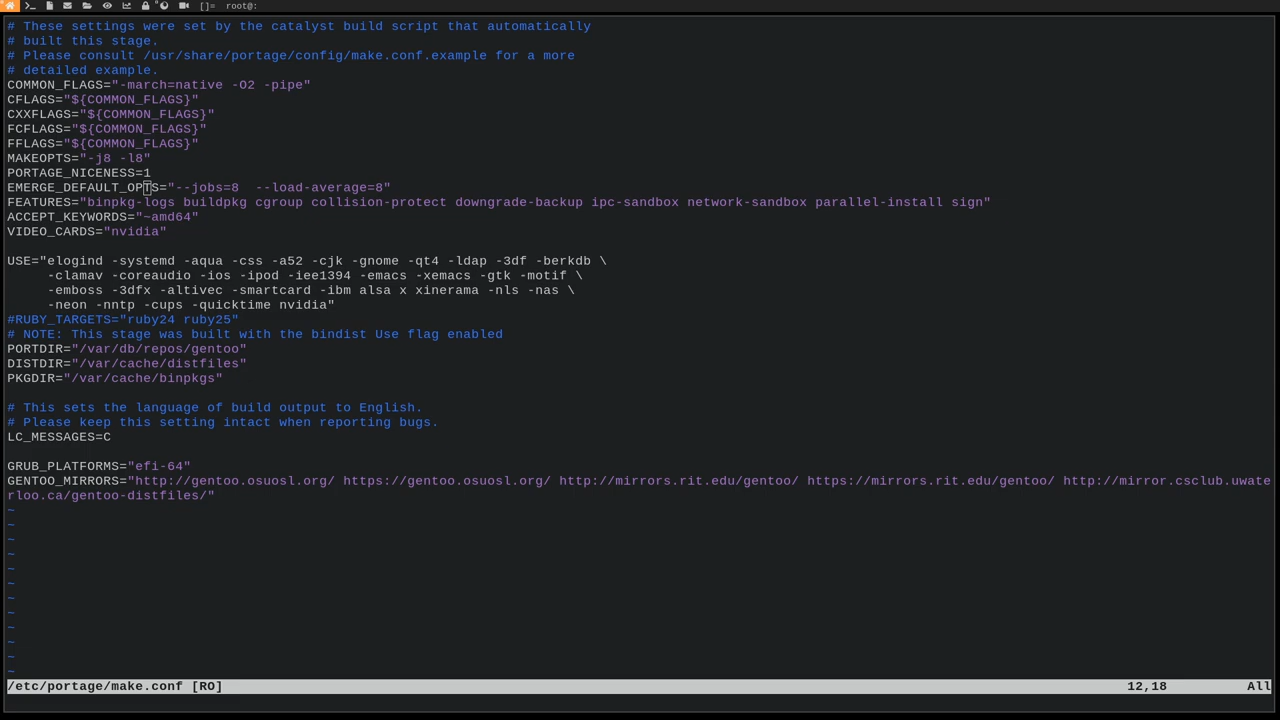 []= root@:
# These settings were set by the catalyst build script that automatically
# built this stage.
# Please consult /usr/share/portage/config/make.conf.example for a more
# detailed example.
COMMON_FLAGS="-march=native -O2 -pipe"
CFLAGS="${COMMON_FLAGS}"
CXXFLAGS="${COMMON_FLAGS}"
FCFLAGS="${COMMON_FLAGS}"
FFLAGS="${COMMON_FLAGS}"
MAKEOPTS="-j8 -l8"
PORTAGE_NICENESS=1
EMERGE_DEFAULT_OPTS="--jobs=8  --load-average=8"
FEATURES="binpkg-logs buildpkg cgroup collision-protect downgrade-backup ipc-sandbox network-sandbox parallel-install sign"
ACCEPT_KEYWORDS="~amd64"
VIDEO_CARDS="nvidia"
USE="elogind -systemd -aqua -css -a52 -cjk -gnome -qt4 -ldap -3df -berkdb \
-clamav -coreaudio -ios -ipod -iee1394 -emacs -xemacs -gtk -motif \
-emboss -3dfx -altivec -smartcard -ibm alsa x xinerama -nls -nas \
-neon -nntp -cups -quicktime nvidia"
#RUBY_TARGETS="ruby24 ruby25"
# NOTE: This stage was built with the bindist Use flag enabled
PORTDIR="/var/db/repos/gentoo"
DISTDIR="/var/cache/distfiles"
PKGDIR="/var/cache/binpkgs"
# This sets the language of build output to English.
# Please keep this setting intact when reporting bugs.
LC_MESSAGES=C
GRUB_PLATFORMS="efi-64"
GENTOO_MIRRORS="http://gentoo.osuosl.org/ https://gentoo.osuosl.org/ http://mirrors.rit.edu/gentoo/ https://mirrors.rit.edu/gentoo/ http://mirror.csclub.uwate
rloo.ca/gentoo-distfiles/"
~
~
~
~
~
~
~
~
~
~
~
~
/etc/portage/make.conf [RO] 12,18 All